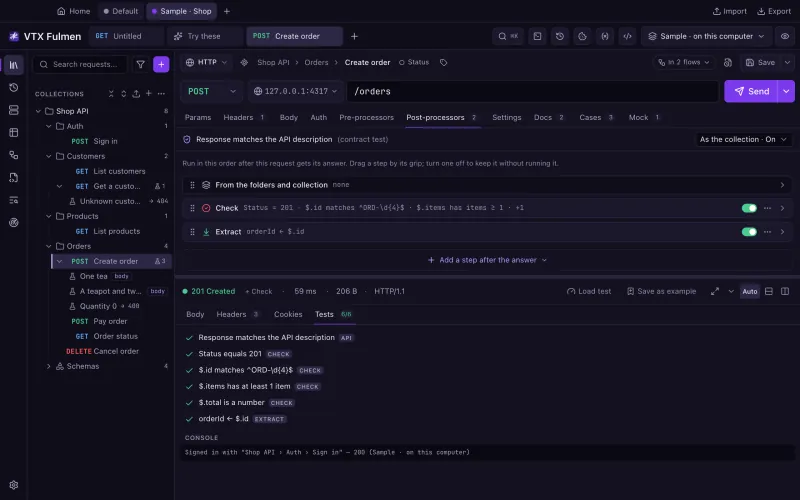 Home
Default
Sample · Shop
Import
Export
VTX Fulmen
GET Untitled
Try these
POST Create order
⌘K
Sample · on this computer
Search requests...
HTTP
Shop API › Orders › Create order
Status
in 2 flows
Save
COLLECTIONS
POST
127.0.0.1:4317
/orders
Send
Shop API 8
Auth 1
POST Sign in
Customers 2
GET List customers
GET Get a custo... 1
Unknown custo... → 404
Products 1
GET List products
Orders 4
POST Create order 3
One tea body
A teapot and tw... body
Quantity 0 → 400
POST Pay order
GET Order status
DELETE Cancel order
Schemas 4
Params
Headers 1
Body
Auth
Pre-processors
Post-processors 2
Settings
Docs 2
Cases 3
Mock 1
Response matches the API description (contract test)
As the collection · On
Run in this order after this request gets its answer. Drag a step by its grip; turn one off to keep it without running it.
From the folders and collection none
Check Status = 201 · $.id matches ^ORD-\d{4}$ · $.items has items ≥ 1 · +1
Extract orderId ← $.id
+ Add a step after the answer
201 Created
+ Check · 59 ms · 206 B · HTTP/1.1
Load test
Save as example
Auto
Body
Headers 3
Cookies
Tests 6/6
Response matches the API description API
Status equals 201 CHECK
$.id matches ^ORD-\d{4}$ CHECK
$.items has at least 1 item CHECK
$.total is a number CHECK
orderId ← $.id EXTRACT
CONSOLE
Signed in with "Shop API › Auth › Sign in" — 200 (Sample · on this computer)